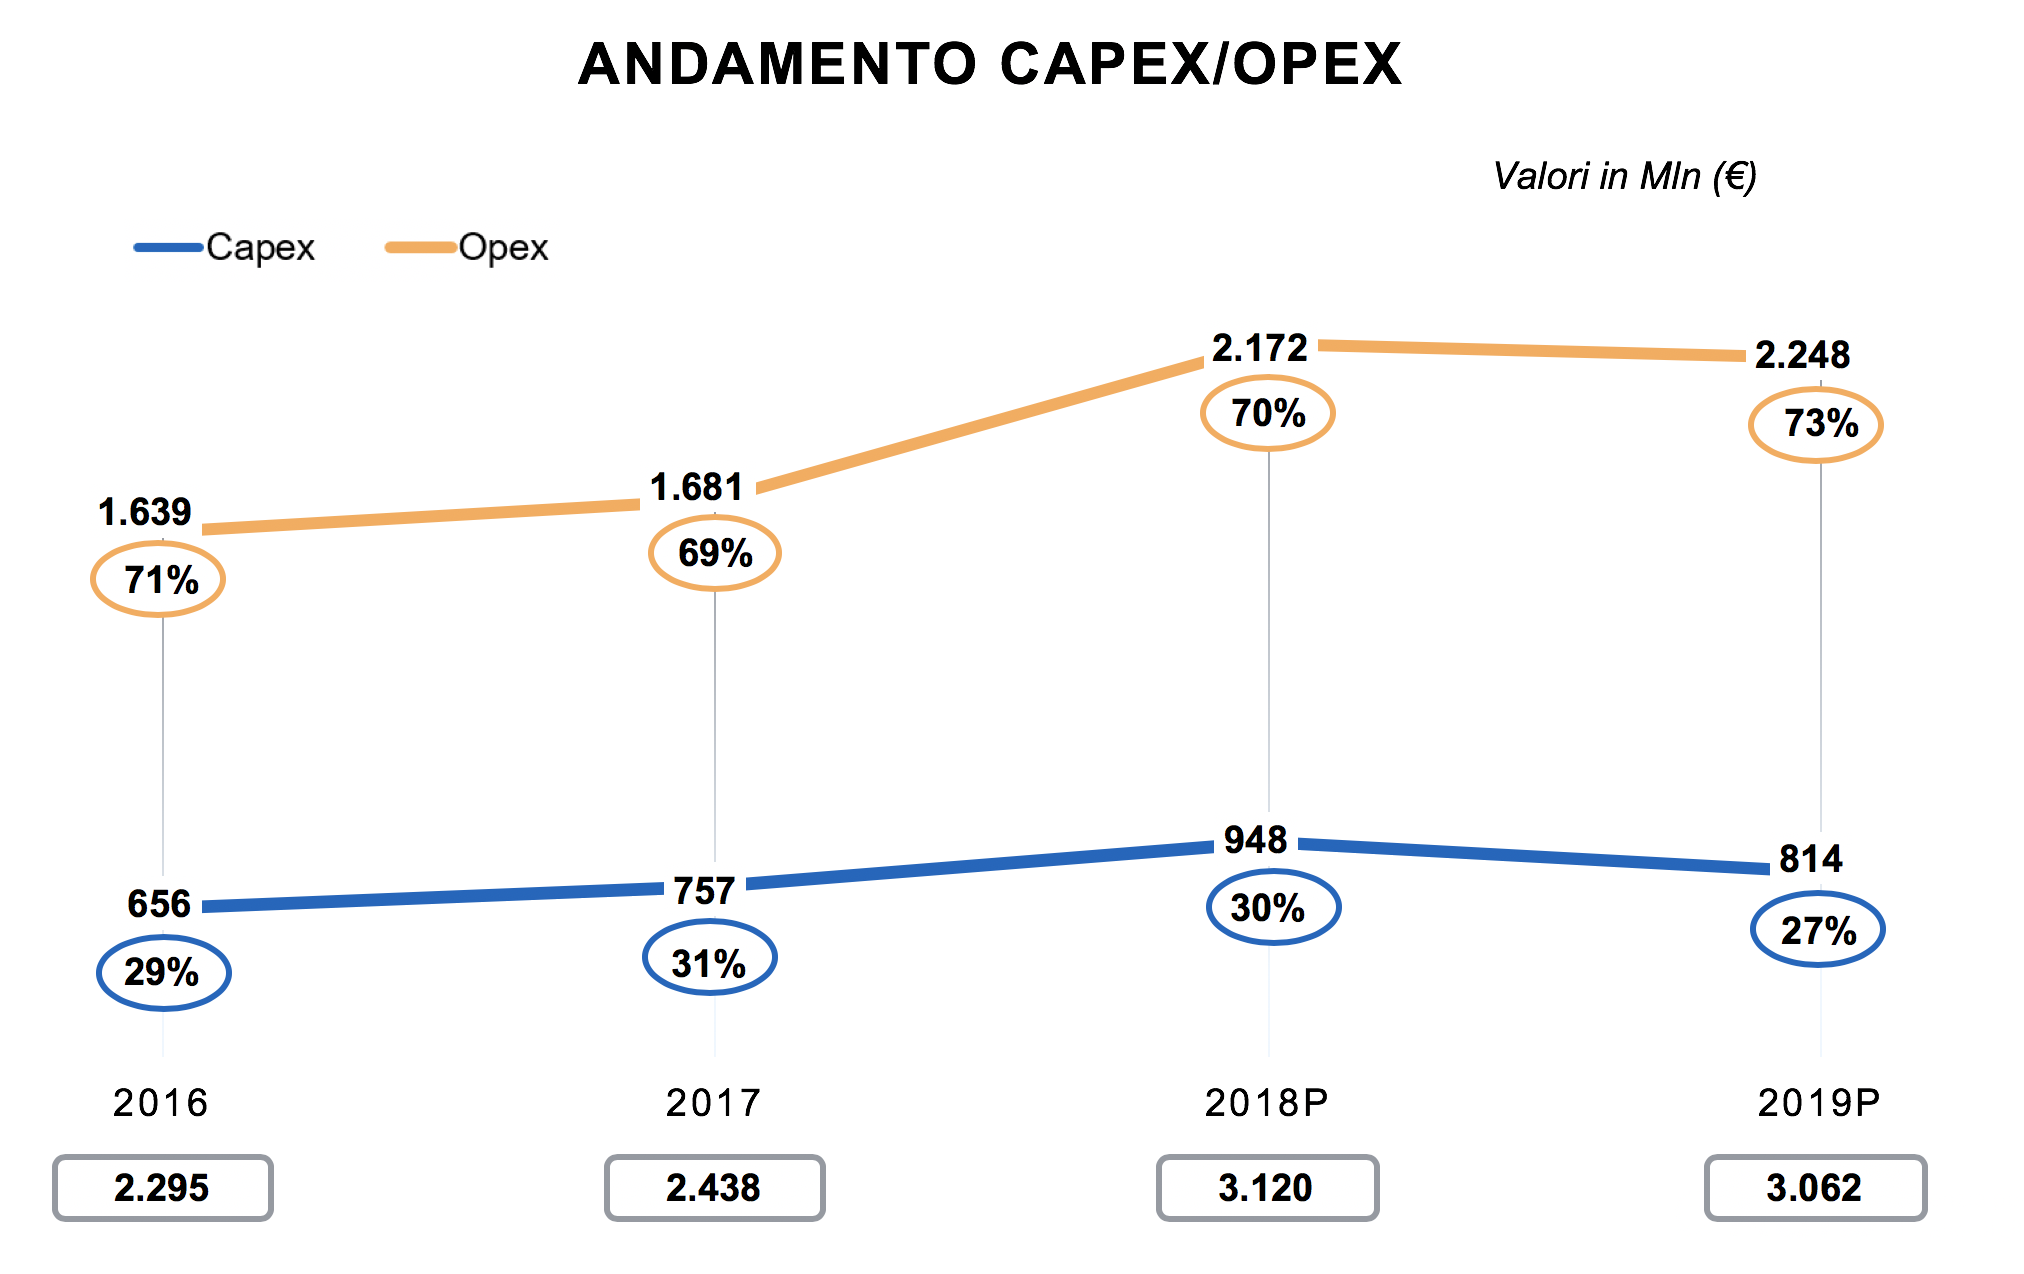 ANDAMENTO CAPEX/OPEX
Valori in Mln (€)
Capex Opex
2.172 2.248
70% 73%
1.639 1.681
71% 69%
656 757 948 814
29% 31% 30% 27%
2016 2017 2018P 2019P
2.295 2.438 3.120 3.062